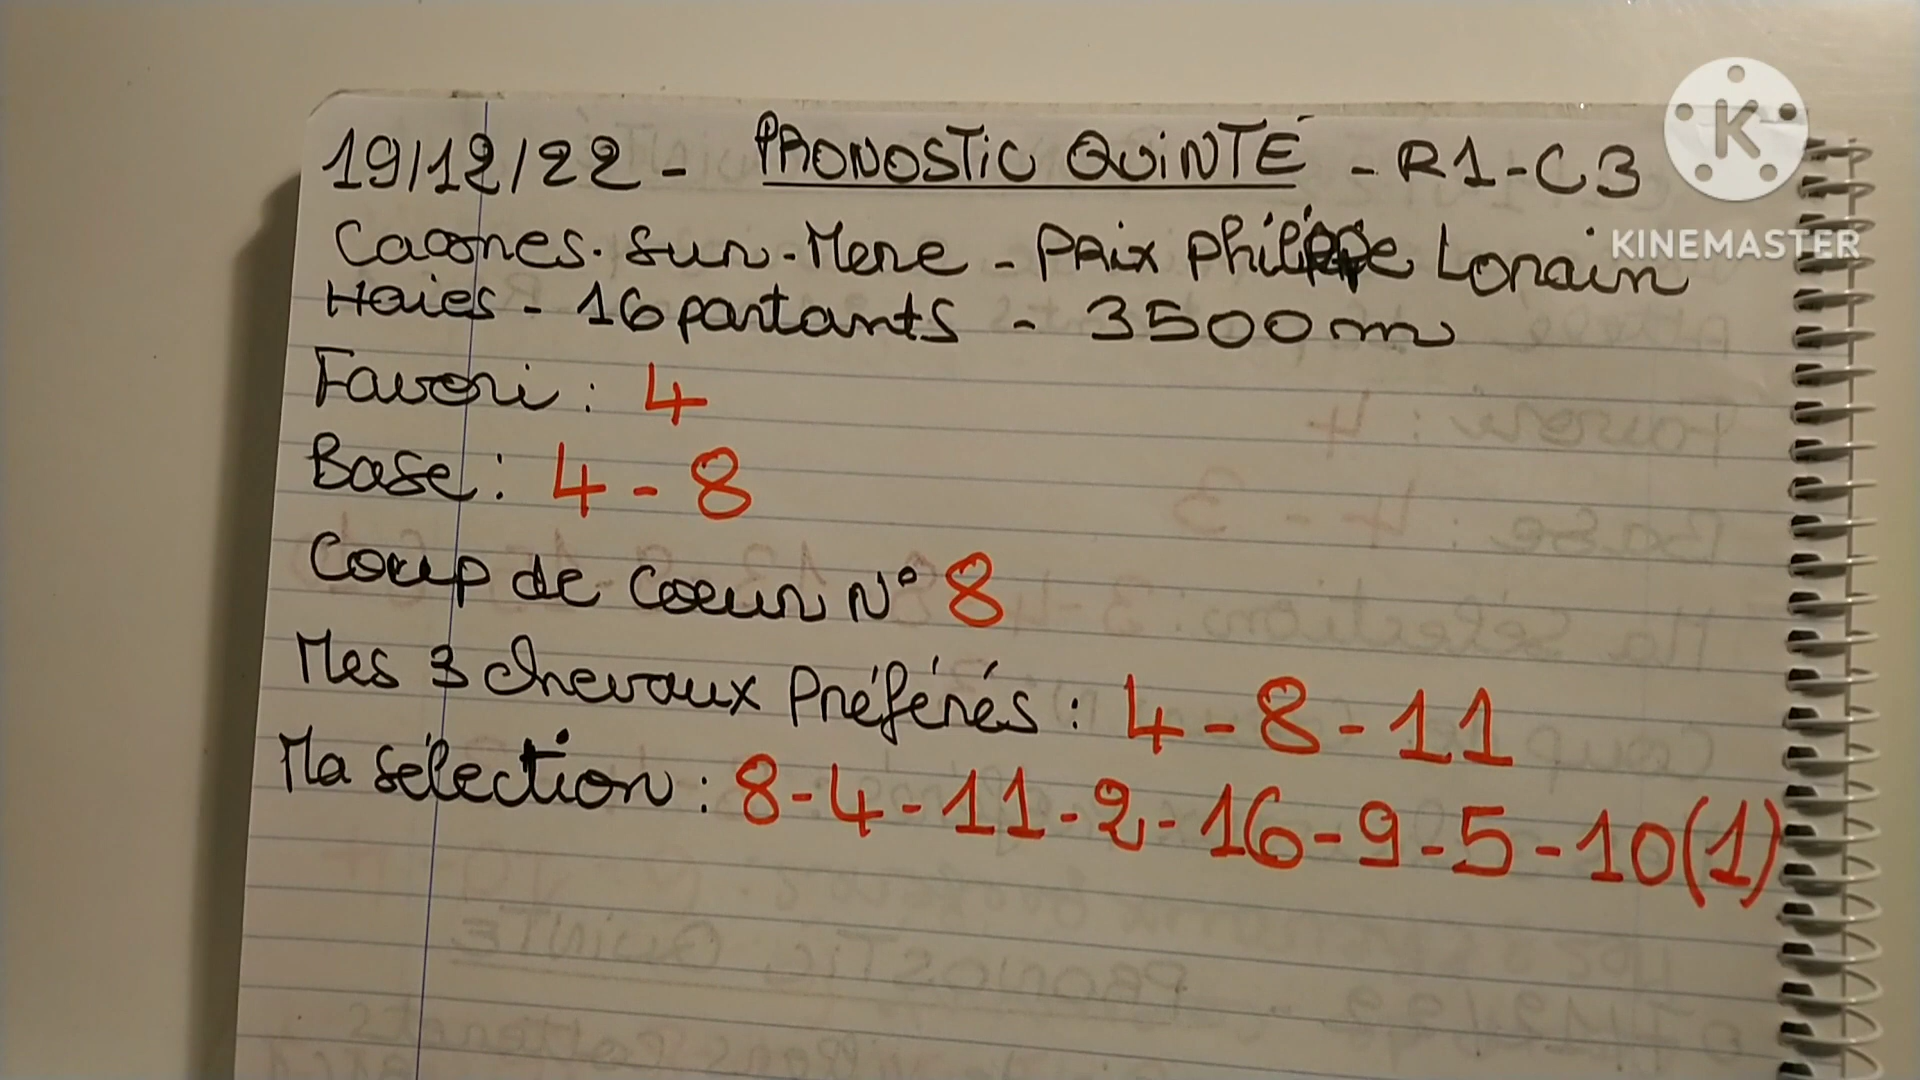 19/12/22 - PRONOSTIC QUINTÉ - R1-C3
Cagnes-sur-Mere - Prix Philippe Lorain
Haies - 16 partants - 3500m
Favori : 4
Base : 4 - 8
Coup de Coeur N° 8
Mes 3 chevaux Préférés : 4 - 8 - 11
Ma sélection : 8 - 4 - 11 - 2 - 16 - 9 - 5 - 10 (1)
KINEMASTER